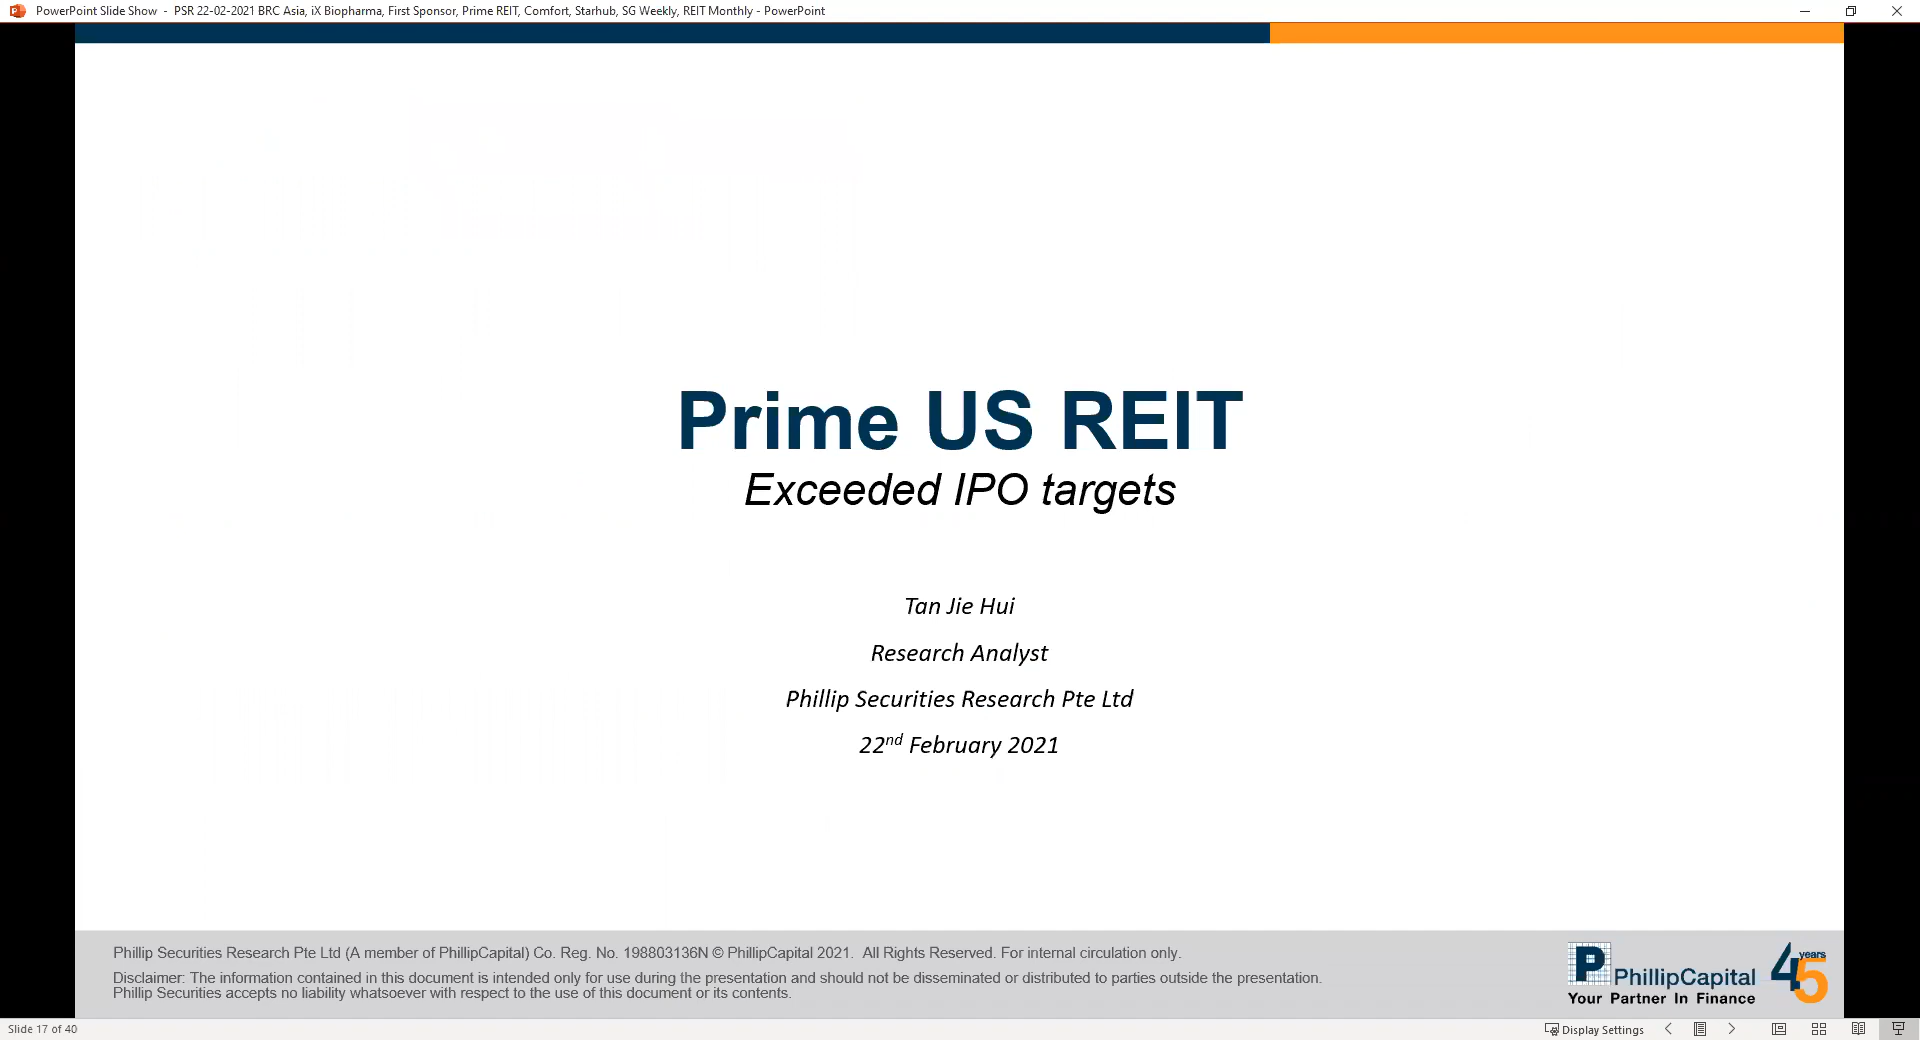 PowerPoint Slide Show - PSR 22-02-2021 BRC Asia, iX Biopharma, First Sponsor, Prime REIT, Comfort, Starhub, SG Weekly, REIT Monthly - PowerPoint
Prime US REIT
Exceeded IPO targets
Tan Jie Hui
Research Analyst
Phillip Securities Research Pte Ltd
22nd February 2021
Phillip Securities Research Pte Ltd (A member of PhillipCapital) Co. Reg. No. 198803136N © PhillipCapital 2021. All Rights Reserved. For internal circulation only.
Disclaimer: The information contained in this document is intended only for use during the presentation and should not be disseminated or distributed to parties outside the presentation.
Phillip Securities accepts no liability whatsoever with respect to the use of this document or its contents.
P PhillipCapital
Your Partner In Finance
45 years
Slide 17 of 40
Display Settings